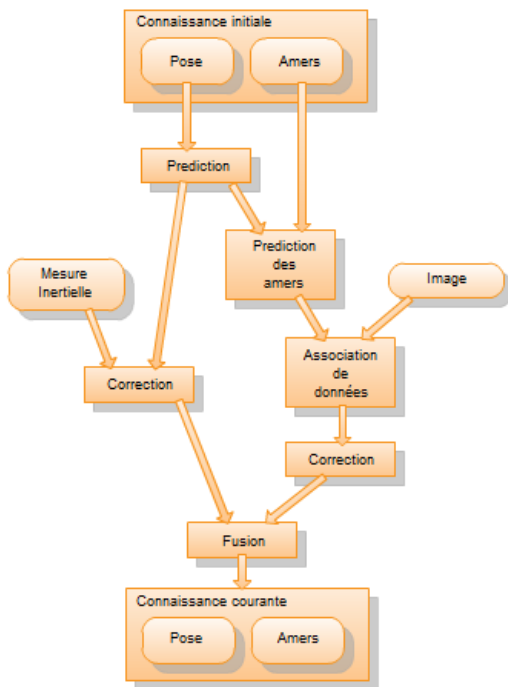 Connaissance initiale
Pose
Amers
Prediction
Prediction
des
amers
Mesure
Inertielle
Image
Association
de
données
Correction
Correction
Fusion
Connaissance courante
Pose
Amers